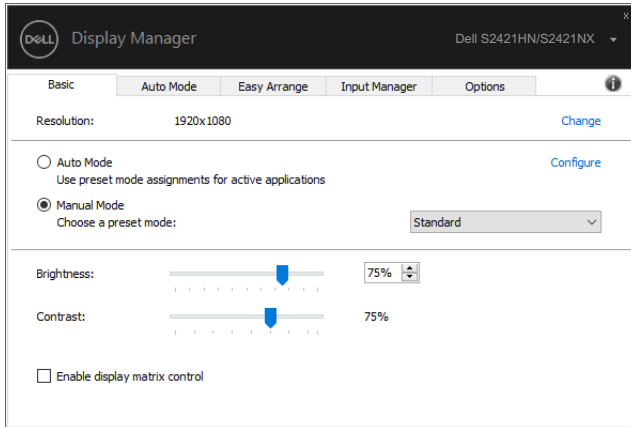 DELL Display Manager Dell S2421HN/S2421NX x
Basic Auto Mode Easy Arrange Input Manager Options i
Resolution: 1920x1080 Change
Auto Mode Configure
Use preset mode assignments for active applications
Manual Mode
Choose a preset mode: Standard
Brightness: 75%
Contrast: 75%
Enable display matrix control